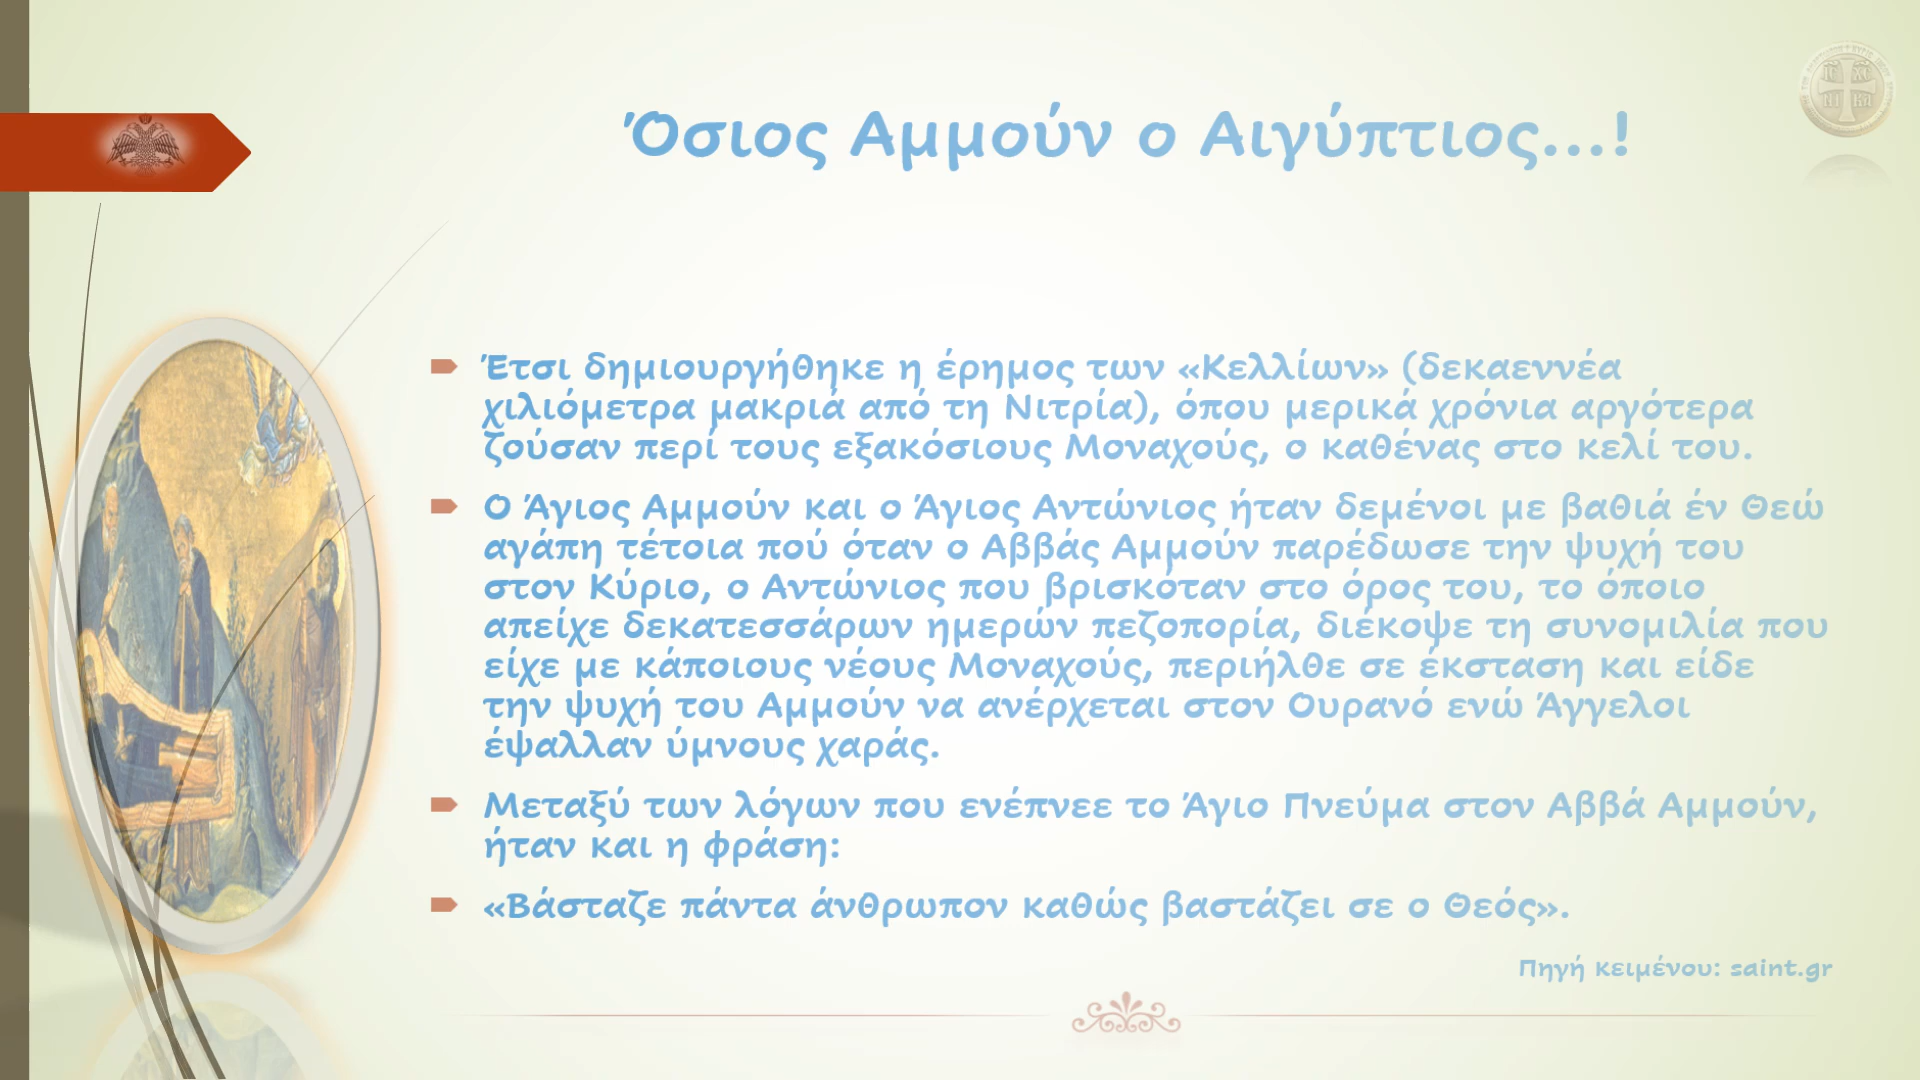 Όσιος Αμμούν ο Αιγύπτιος...!
IC XC
NI KA
Έτσι δημιουργήθηκε η έρημος των «Κελλίων» (δεκαεννέα
χιλιόμετρα μακριά από τη Νιτρία), όπου μερικά χρόνια αργότερα
ζούσαν περί τους εξακόσιους Μοναχούς, ο καθένας στο κελί του.
Ο Άγιος Αμμούν και ο Άγιος Αντώνιος ήταν δεμένοι με βαθιά έν Θεώ
αγάπη τέτοια πού όταν ο Αββάς Αμμούν παρέδωσε την ψυχή του
στον Κύριο, ο Αντώνιος που βρισκόταν στο όρος του, το όποιο
απείχε δεκατεσσάρων ημερών πεζοπορία, διέκοψε τη συνομιλία που
είχε με κάποιους νέους Μοναχούς, περιήλθε σε έκσταση και είδε
την ψυχή του Αμμούν να ανέρχεται στον Ουρανό ενώ Άγγελοι
έψαλλαν ύμνους χαράς.
Μεταξύ των λόγων που ενέπνεε το Άγιο Πνεύμα στον Αββά Αμμούν,
ήταν και η φράση:
«Βάσταζε πάντα άνθρωπον καθώς βαστάζει σε ο Θεός».
Πηγή κειμένου: saint.gr